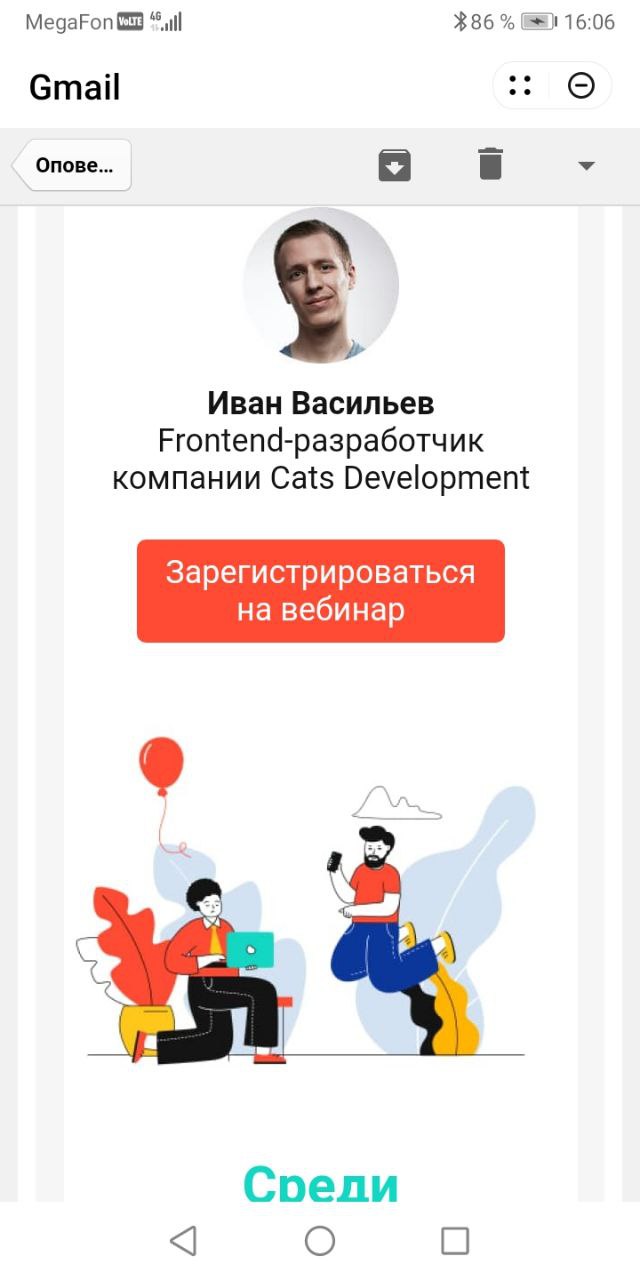 MegaFon VoLTE 4G 86 % 16:06
Gmail
Опове...
Иван Васильев
Frontend-разработчик
компании Cats Development
Зарегистрироваться
на вебинар
Среди